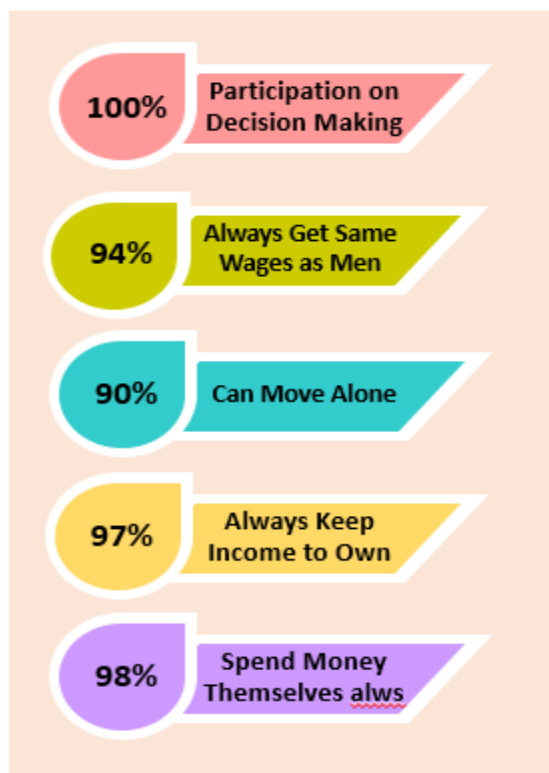 100%
Participation on
Decision Making
94%
Always Get Same
Wages as Men
90%
Can Move Alone
97%
Always Keep
Income to Own
98%
Spend Money
Themselves alws